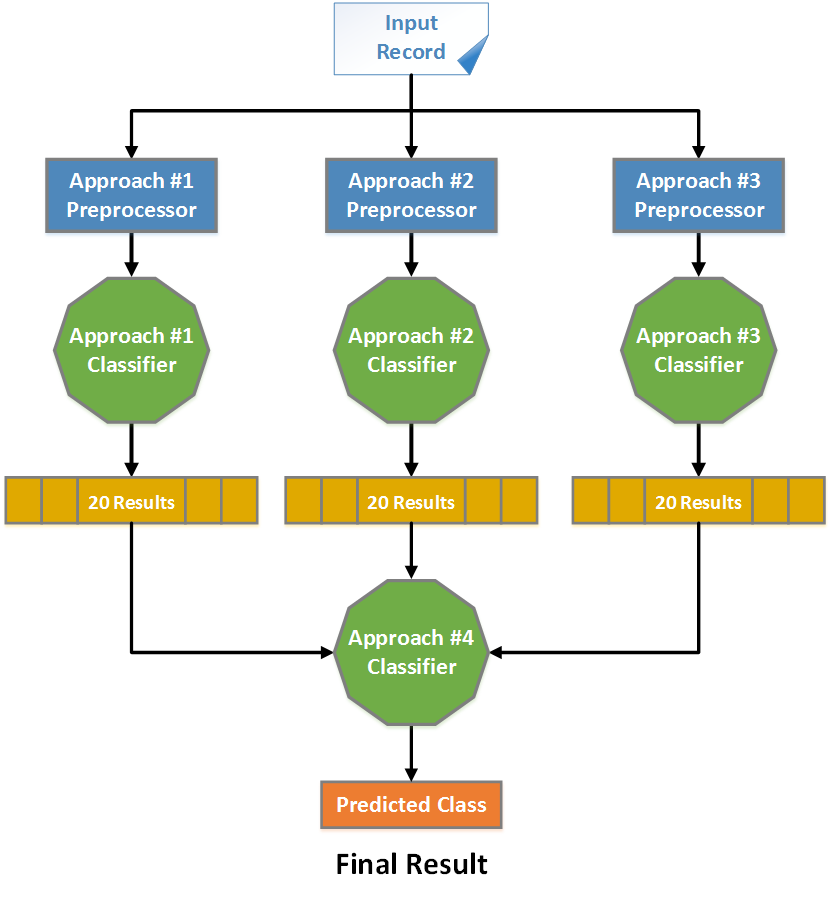 Input
Record
Approach #1
Preprocessor
Approach #2
Preprocessor
Approach #3
Preprocessor
Approach #1
Classifier
Approach #2
Classifier
Approach #3
Classifier
20 Results
20 Results
20 Results
Approach #4
Classifier
Predicted Class
Final Result